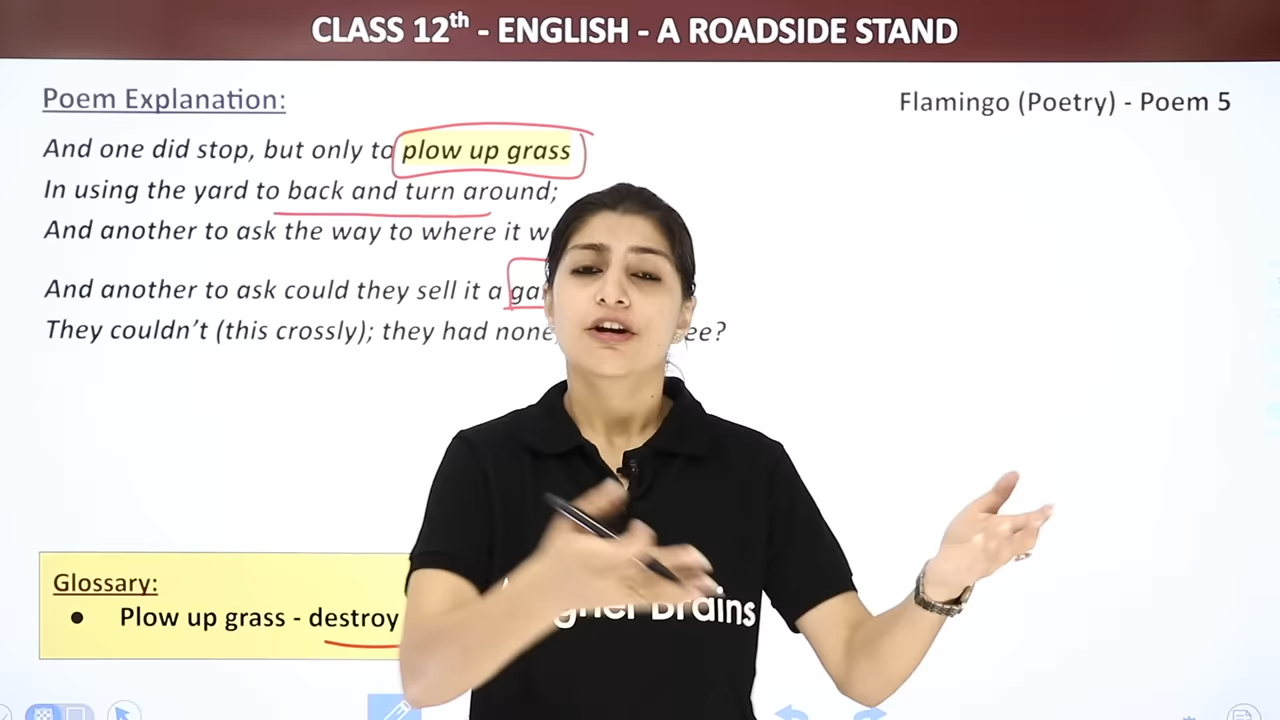 CLASS 12th - ENGLISH - A ROADSIDE STAND
Poem Explanation:
Flamingo (Poetry) - Poem 5
And one did stop, but only to plow up grass
In using the yard to back and turn around;
And another to ask the way to where it
And another to ask could they sell it a
They couldn't (this crossly); they had none,
Glossary:
● Plow up grass - destroy
Brains